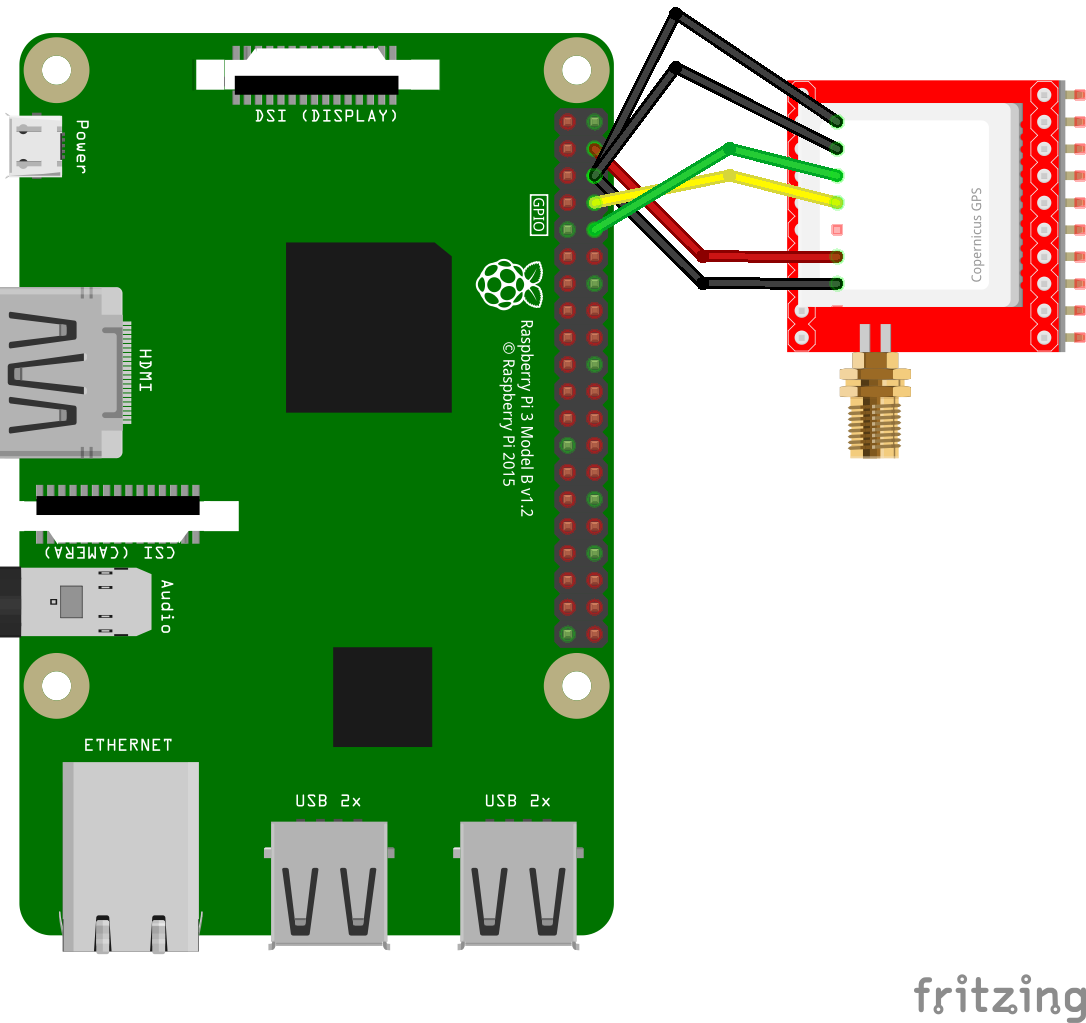 DSI (DISPLAY)
Power
GPIO
Copernicus GPS
HDMI
Raspberry Pi 3 Model B v1.2
© Raspberry Pi 2015
CSI (CAMERA)
Audio
ETHERNET
USB 2x
USB 2x
fritzing